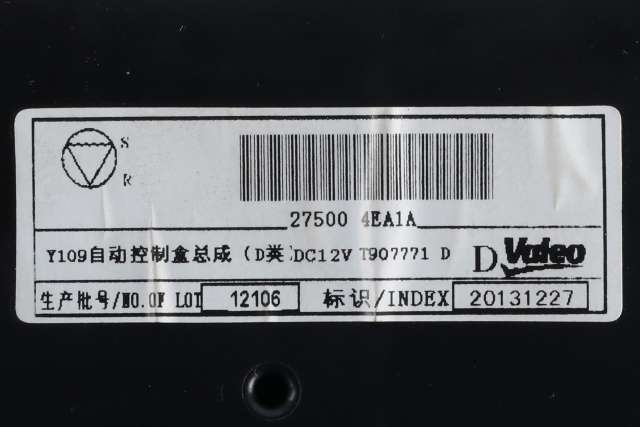 S
R
27500 4EA1A
Y109自动控制盒总成 (D类 DC12V T907771 D D Valeo
生产批号/NO.OF LOT 12106 标识/INDEX 20131227